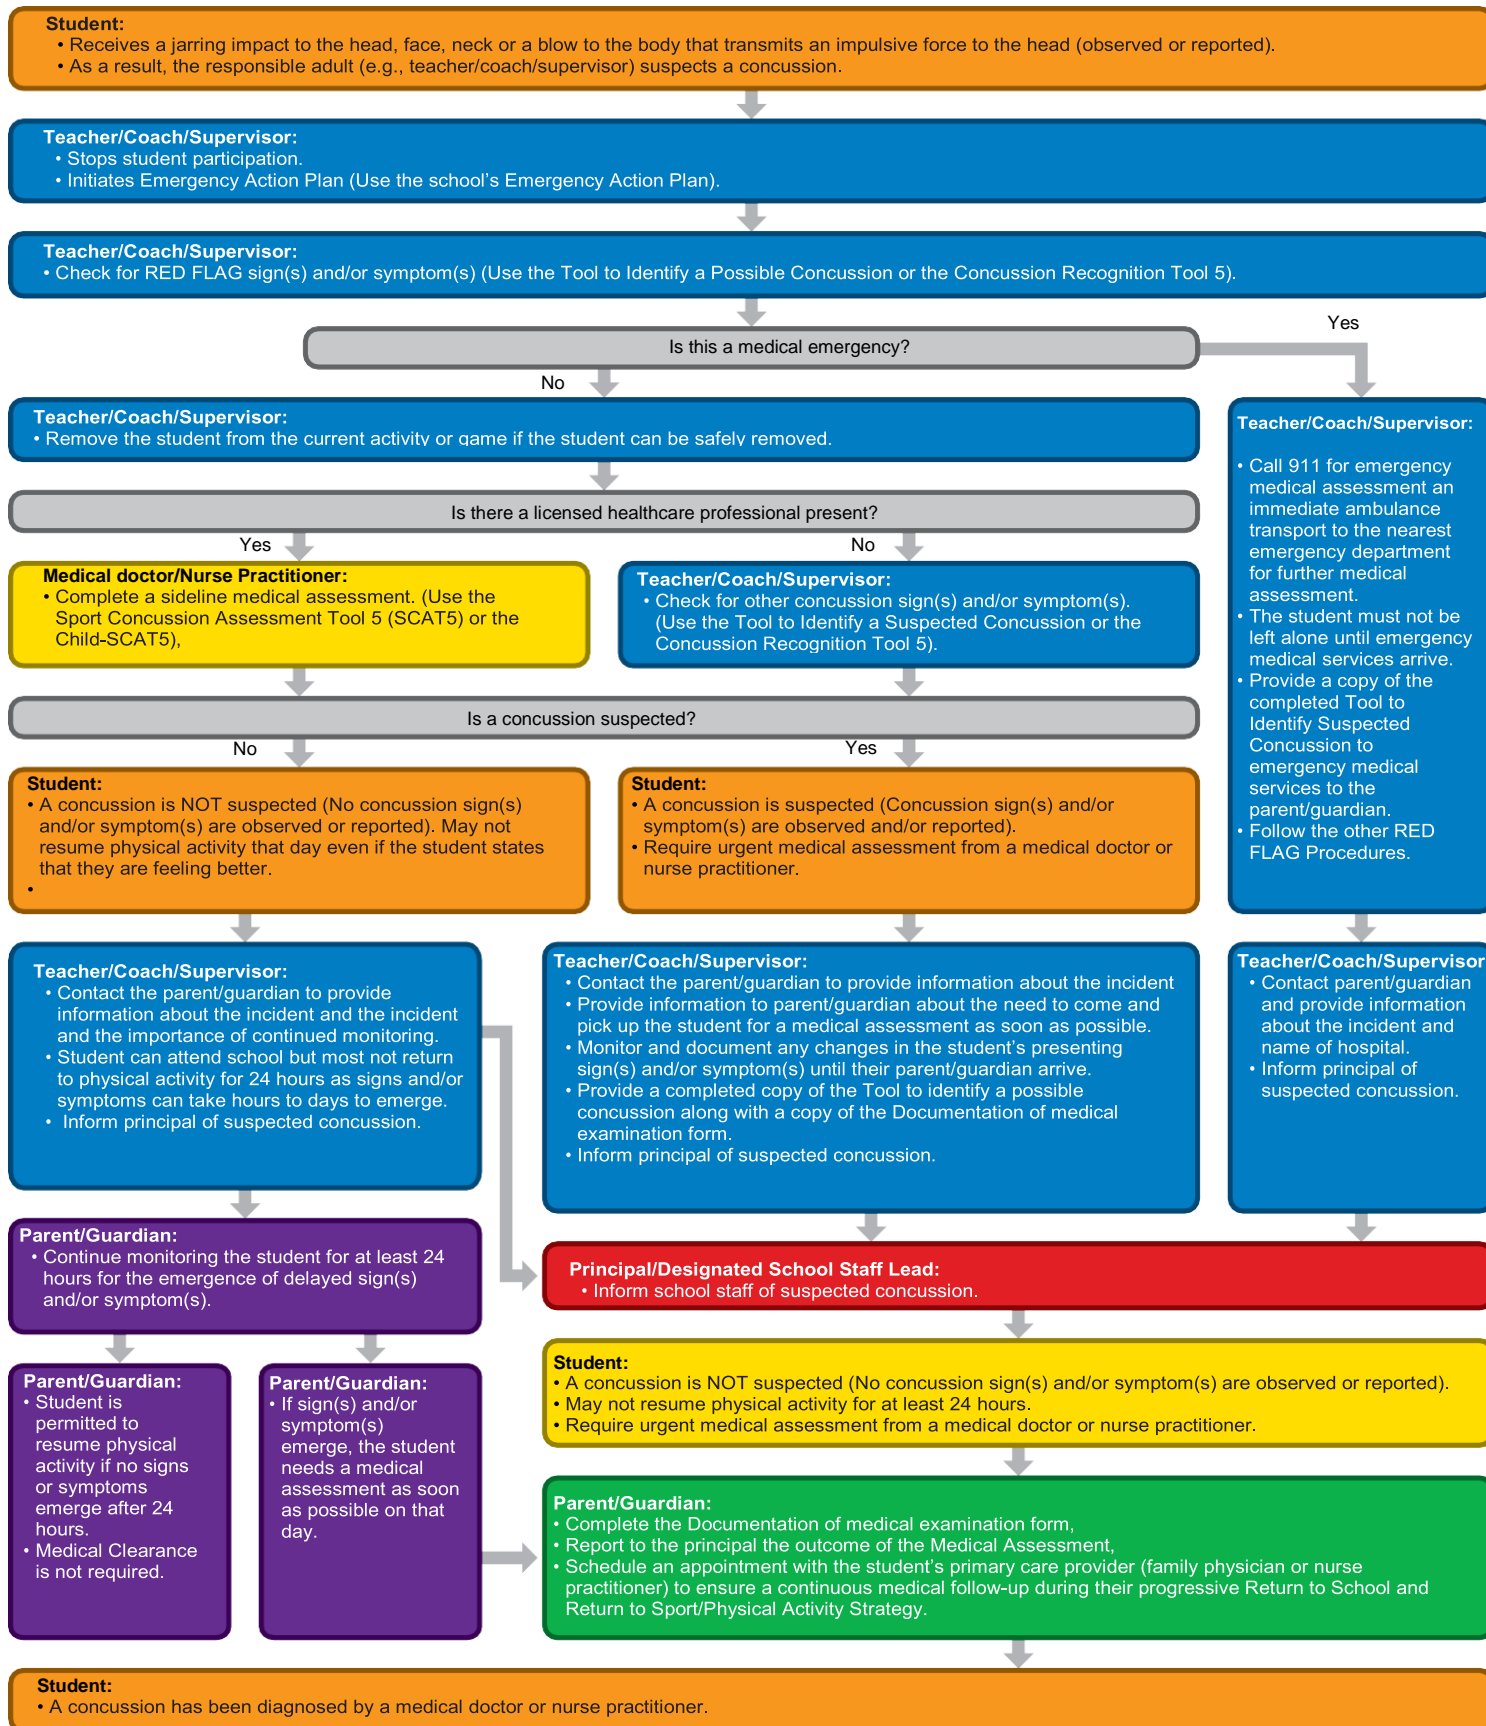 Student:
• Receives a jarring impact to the head, face, neck or a blow to the body that transmits an impulsive force to the head (observed or reported).
• As a result, the responsible adult (e.g., teacher/coach/supervisor) suspects a concussion.
Teacher/Coach/Supervisor:
• Stops student participation.
• Initiates Emergency Action Plan (Use the school's Emergency Action Plan).
Teacher/Coach/Supervisor:
• Check for RED FLAG sign(s) and/or symptom(s) (Use the Tool to Identify a Possible Concussion or the Concussion Recognition Tool 5).
Is this a medical emergency?
Yes
No
Teacher/Coach/Supervisor:
• Remove the student from the current activity or game if the student can be safely removed.
Teacher/Coach/Supervisor:
• Call 911 for emergency
medical assessment an
immediate ambulance
transport to the nearest
emergency department
for further medical
assessment.
• The student must not be
left alone until emergency
medical services arrive.
• Provide a copy of the
completed Tool to
Identify Suspected
Concussion to
emergency medical
services to the
parent/guardian.
• Follow the other RED
FLAG Procedures.
Is there a licensed healthcare professional present?
Yes
No
Medical doctor/Nurse Practitioner:
• Complete a sideline medical assessment. (Use the
Sport Concussion Assessment Tool 5 (SCAT5) or the
Child-SCAT5),
Teacher/Coach/Supervisor:
• Check for other concussion sign(s) and/or symptom(s).
(Use the Tool to Identify a Suspected Concussion or the
Concussion Recognition Tool 5).
Is a concussion suspected?
No
Yes
Student:
• A concussion is NOT suspected (No concussion sign(s)
and/or symptom(s) are observed or reported). May not
resume physical activity that day even if the student states
that they are feeling better.
•
Student:
• A concussion is suspected (Concussion sign(s) and/or
symptom(s) are observed and/or reported).
• Require urgent medical assessment from a medical doctor or
nurse practitioner.
Teacher/Coach/Supervisor:
• Contact the parent/guardian to provide
information about the incident and the incident
and the importance of continued monitoring.
• Student can attend school but most not return
to physical activity for 24 hours as signs and/or
symptoms can take hours to days to emerge.
• Inform principal of suspected concussion.
Teacher/Coach/Supervisor:
• Contact the parent/guardian to provide information about the incident
• Provide information to parent/guardian about the need to come and
pick up the student for a medical assessment as soon as possible.
• Monitor and document any changes in the student's presenting
sign(s) and/or symptom(s) until their parent/guardian arrive.
• Provide a completed copy of the Tool to identify a possible
concussion along with a copy of the Documentation of medical
examination form.
• Inform principal of suspected concussion.
Teacher/Coach/Supervisor
• Contact parent/guardian
and provide information
about the incident and
name of hospital.
• Inform principal of
suspected concussion.
Parent/Guardian:
• Continue monitoring the student for at least 24
hours for the emergence of delayed sign(s)
and/or symptom(s).
Principal/Designated School Staff Lead:
• Inform school staff of suspected concussion.
Parent/Guardian:
• Student is
permitted to
resume physical
activity if no signs
or symptoms
emerge after 24
hours.
• Medical Clearance
is not required.
Parent/Guardian:
• If sign(s) and/or
symptom(s)
emerge, the student
needs a medical
assessment as soon
as possible on that
day.
Student:
• A concussion is NOT suspected (No concussion sign(s) and/or symptom(s) are observed or reported).
• May not resume physical activity for at least 24 hours.
• Require urgent medical assessment from a medical doctor or nurse practitioner.
Parent/Guardian:
• Complete the Documentation of medical examination form,
• Report to the principal the outcome of the Medical Assessment,
• Schedule an appointment with the student's primary care provider (family physician or nurse
practitioner) to ensure a continuous medical follow-up during their progressive Return to School and
Return to Sport/Physical Activity Strategy.
Student:
• A concussion has been diagnosed by a medical doctor or nurse practitioner.